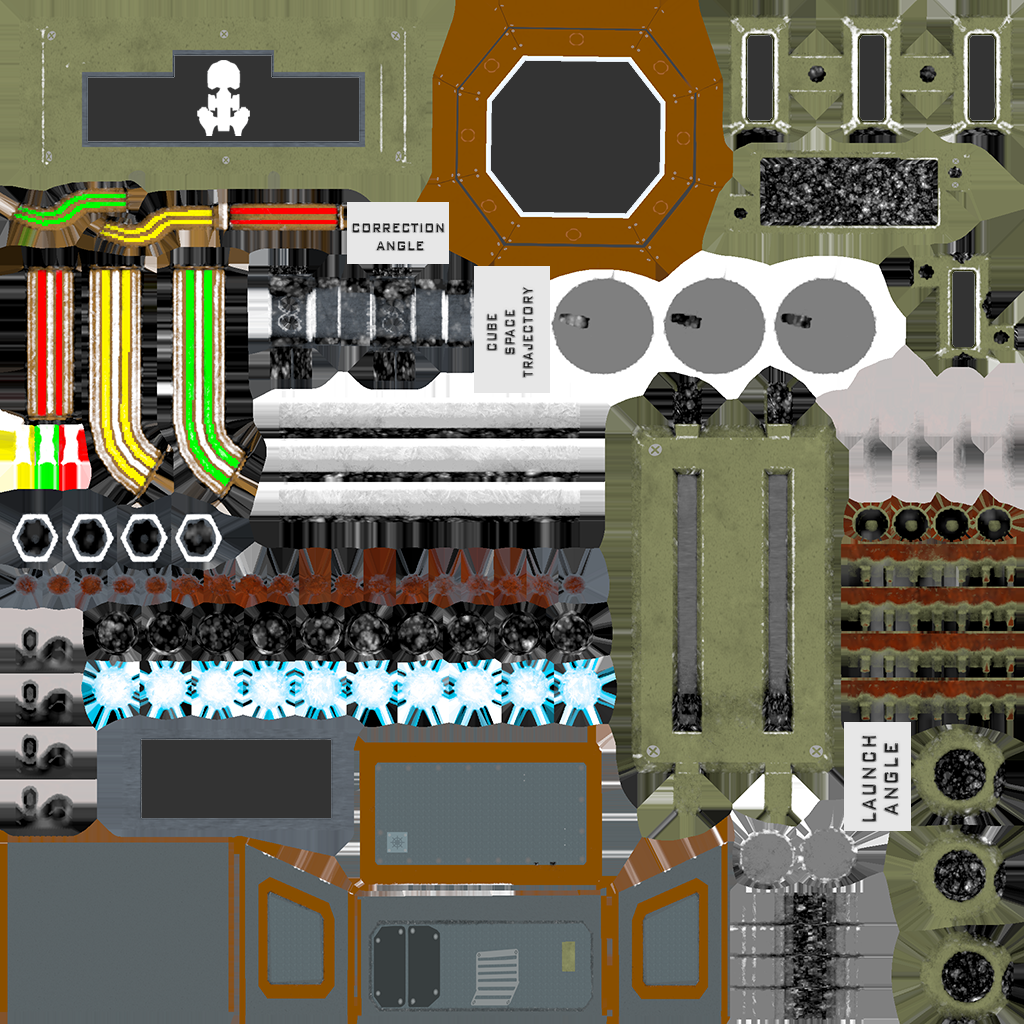 CORRECTION
ANGLE
CUBE
SPACE
TRAJECTORY
LAUNCH
ANGLE